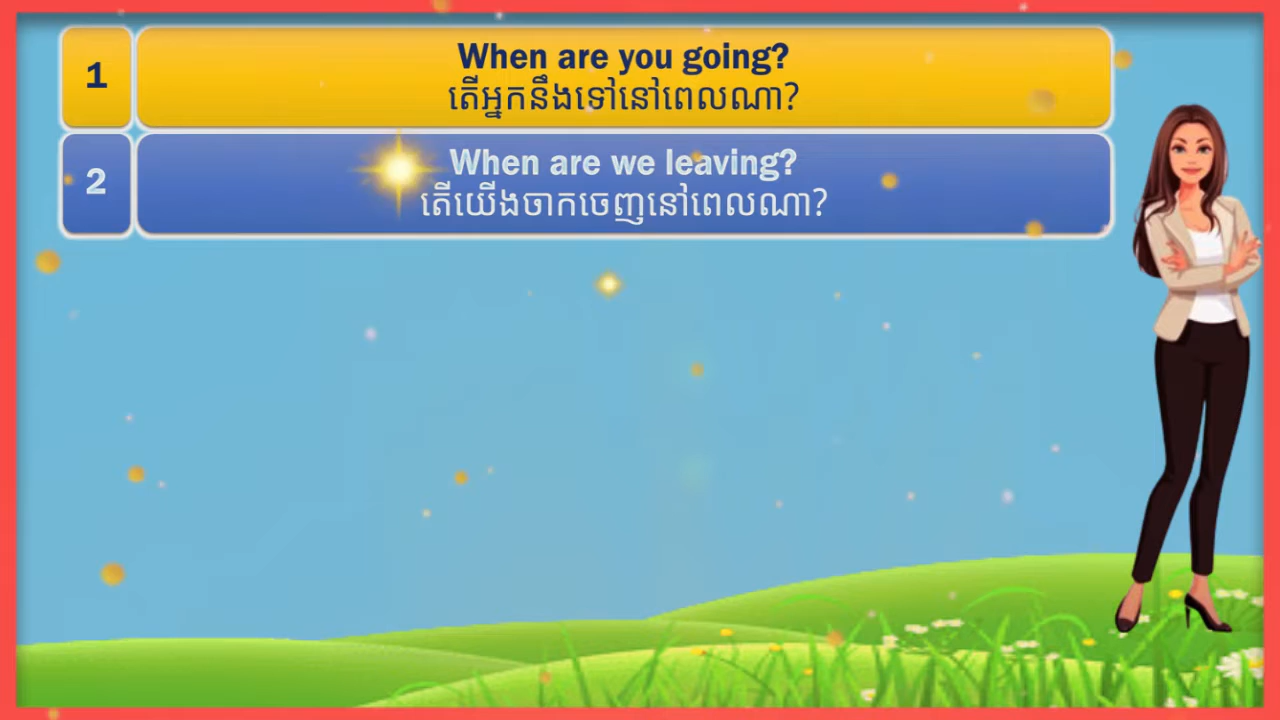 1
When are you going?
តើអ្នកនឹងទៅនៅពេលណា?
2
When are we leaving?
តើយើងចាកចេញនៅពេលណា?